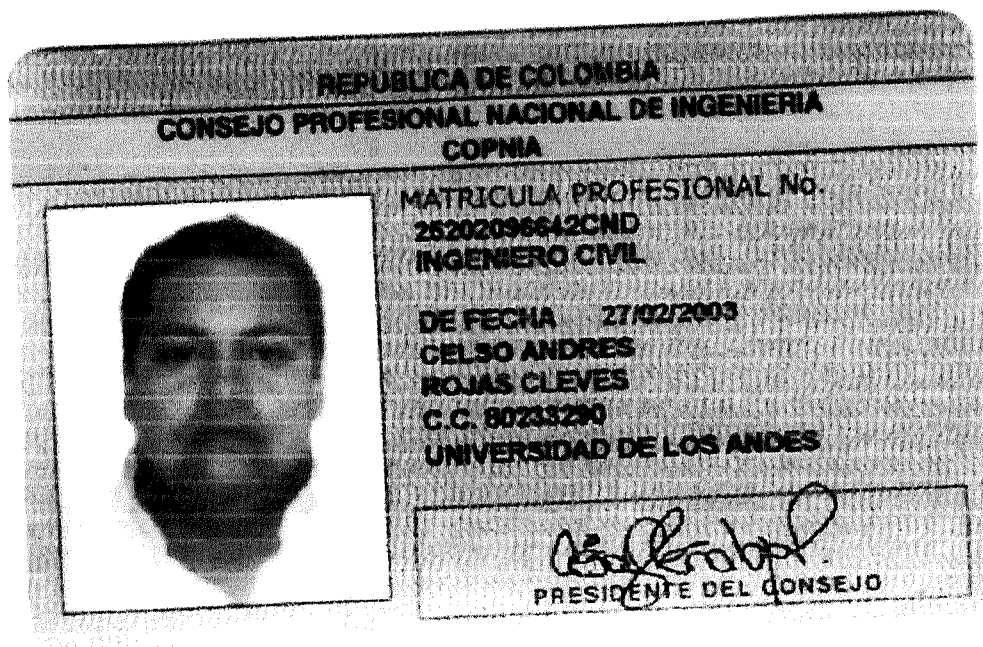 REPUBLICA DE COLOMBIA
CONSEJO PROFESIONAL NACIONAL DE INGENIERIA
COPNIA
MATRICULA PROFESIONAL No.
25202096642CND
INGENIERO CIVIL
DE FECHA 27/02/2003
CELSO ANDRES
ROJAS CLEVES
C.C. 80233290
UNIVERSIDAD DE LOS ANDES
PRESIDENTE DEL CONSEJO